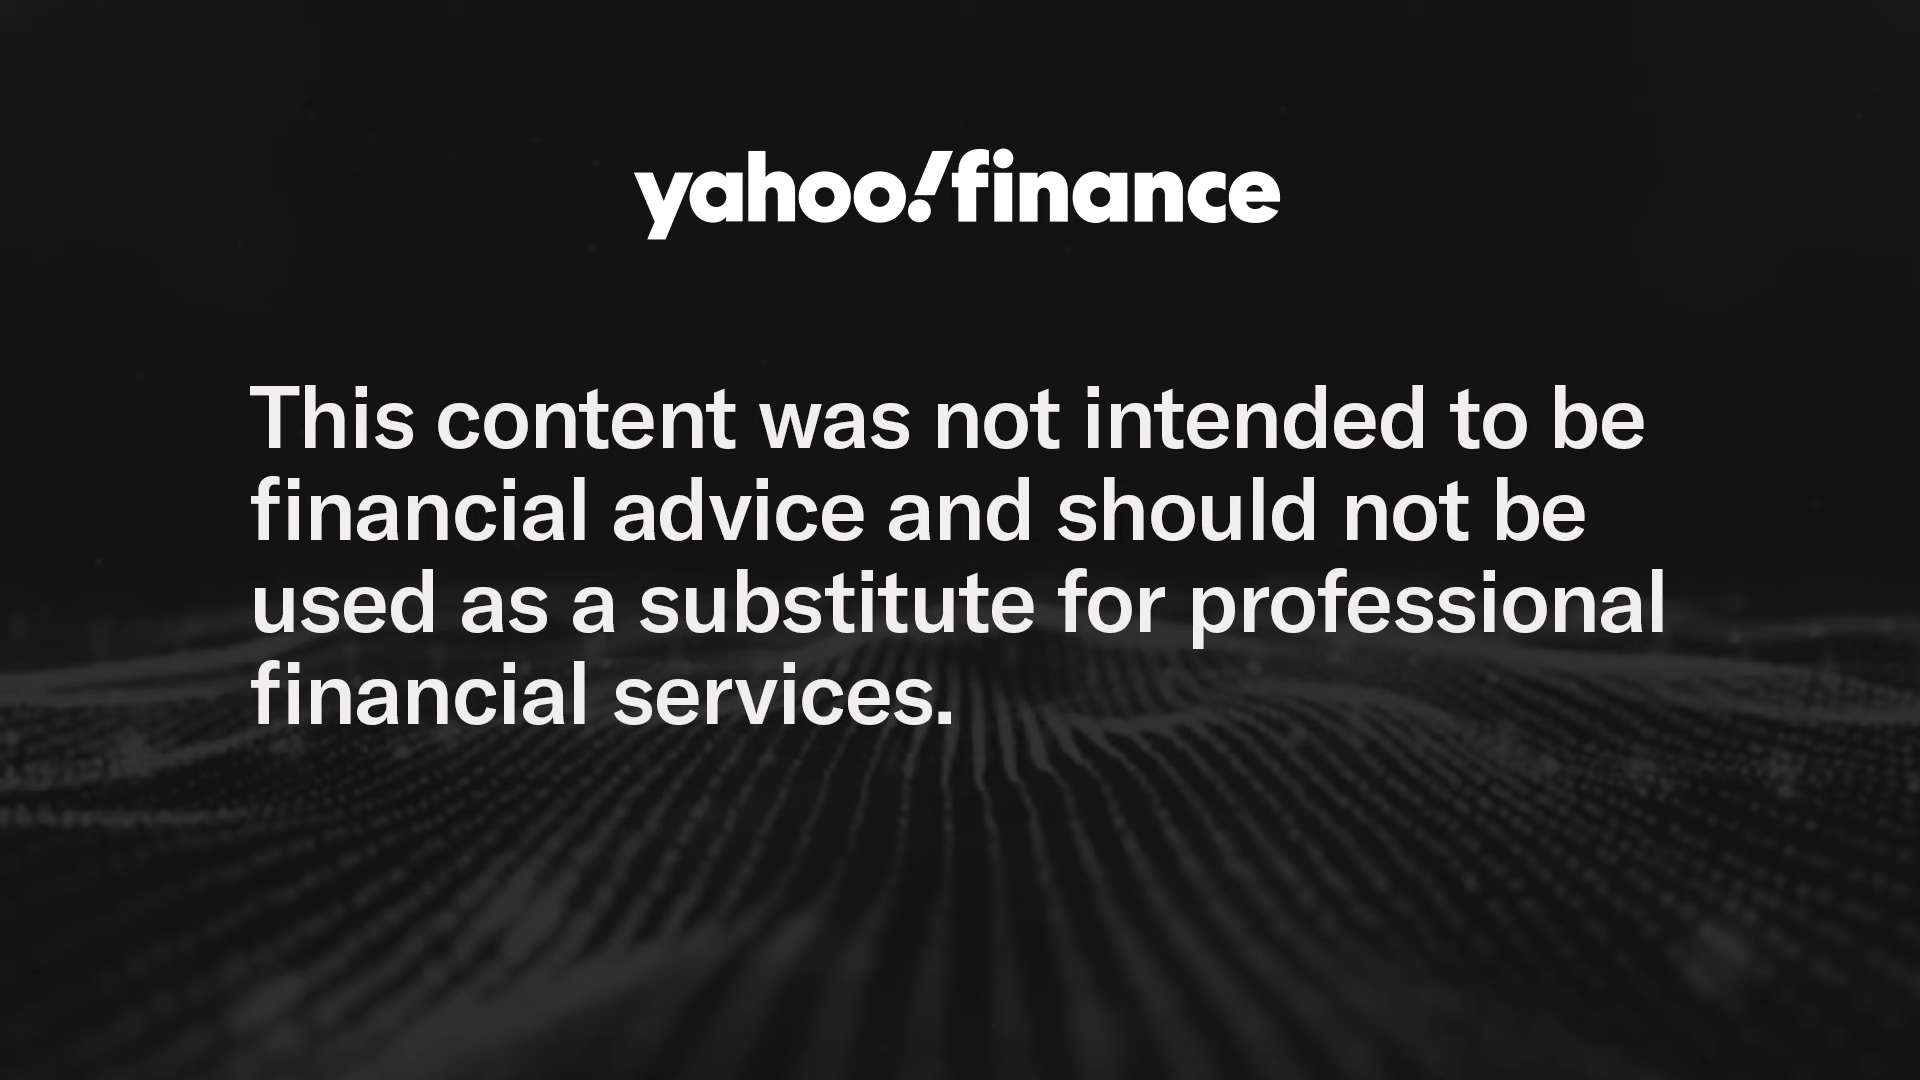 yahoo!finance
This content was not intended to be
financial advice and should not be
used as a substitute for professional
financial services.